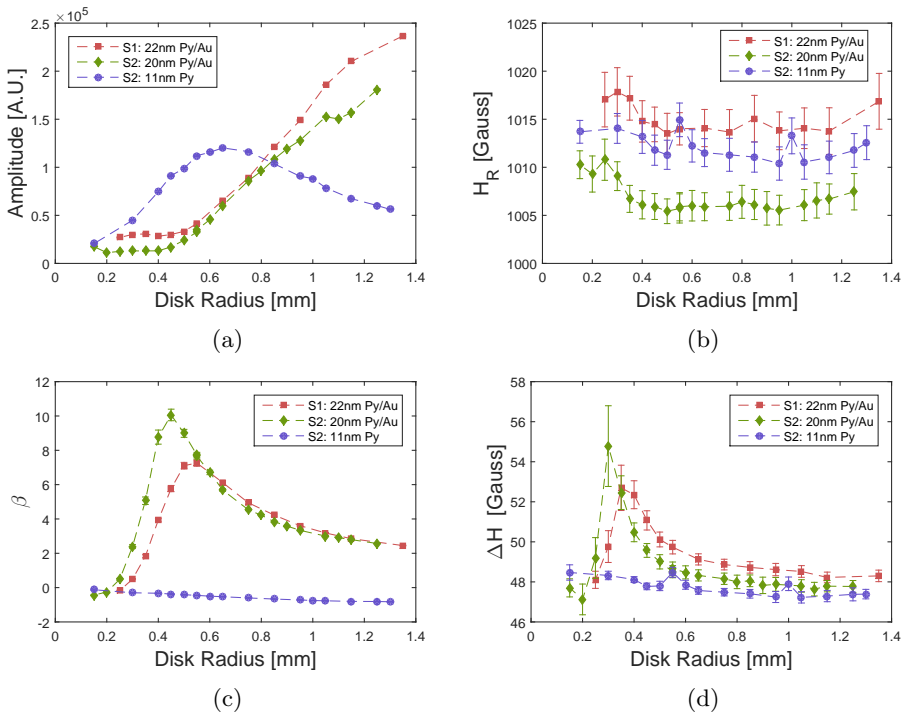 × 10⁵
2.5
2
1.5
1
0.5
0
Amplitude [A.U.]
S1: 22nm Py/Au
S2: 20nm Py/Au
S2: 11nm Py
0 0.2 0.4 0.6 0.8 1 1.2 1.4
Disk Radius [mm]
(a)
1025
1020
1015
1010
1005
1000
H_R [Gauss]
S1: 22nm Py/Au
S2: 20nm Py/Au
S2: 11nm Py
0 0.2 0.4 0.6 0.8 1 1.2 1.4
Disk Radius [mm]
(b)
12
10
8
6
4
2
0
-2
β
S1: 22nm Py/Au
S2: 20nm Py/Au
S2: 11nm Py
0 0.2 0.4 0.6 0.8 1 1.2 1.4
Disk Radius [mm]
(c)
58
56
54
52
50
48
46
ΔH [Gauss]
S1: 22nm Py/Au
S2: 20nm Py/Au
S2: 11nm Py
0 0.2 0.4 0.6 0.8 1 1.2 1.4
Disk Radius [mm]
(d)